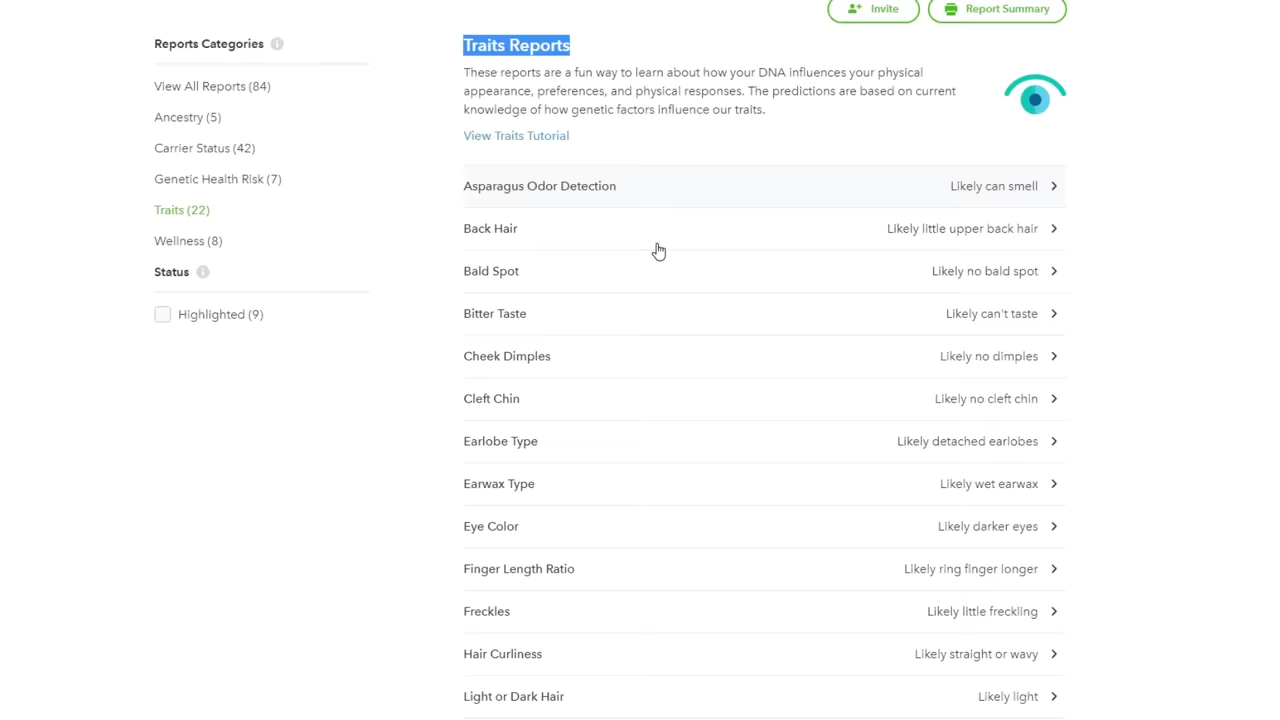 Invite
Report Summary
Reports Categories
View All Reports (84)
Ancestry (5)
Carrier Status (42)
Genetic Health Risk (7)
Traits (22)
Wellness (8)
Status
Highlighted (9)
Traits Reports
These reports are a fun way to learn about how your DNA influences your physical
appearance, preferences, and physical responses. The predictions are based on current
knowledge of how genetic factors influence our traits.
View Traits Tutorial
Asparagus Odor Detection Likely can smell
Back Hair Likely little upper back hair
Bald Spot Likely no bald spot
Bitter Taste Likely can't taste
Cheek Dimples Likely no dimples
Cleft Chin Likely no cleft chin
Earlobe Type Likely detached earlobes
Earwax Type Likely wet earwax
Eye Color Likely darker eyes
Finger Length Ratio Likely ring finger longer
Freckles Likely little freckling
Hair Curliness Likely straight or wavy
Light or Dark Hair Likely light